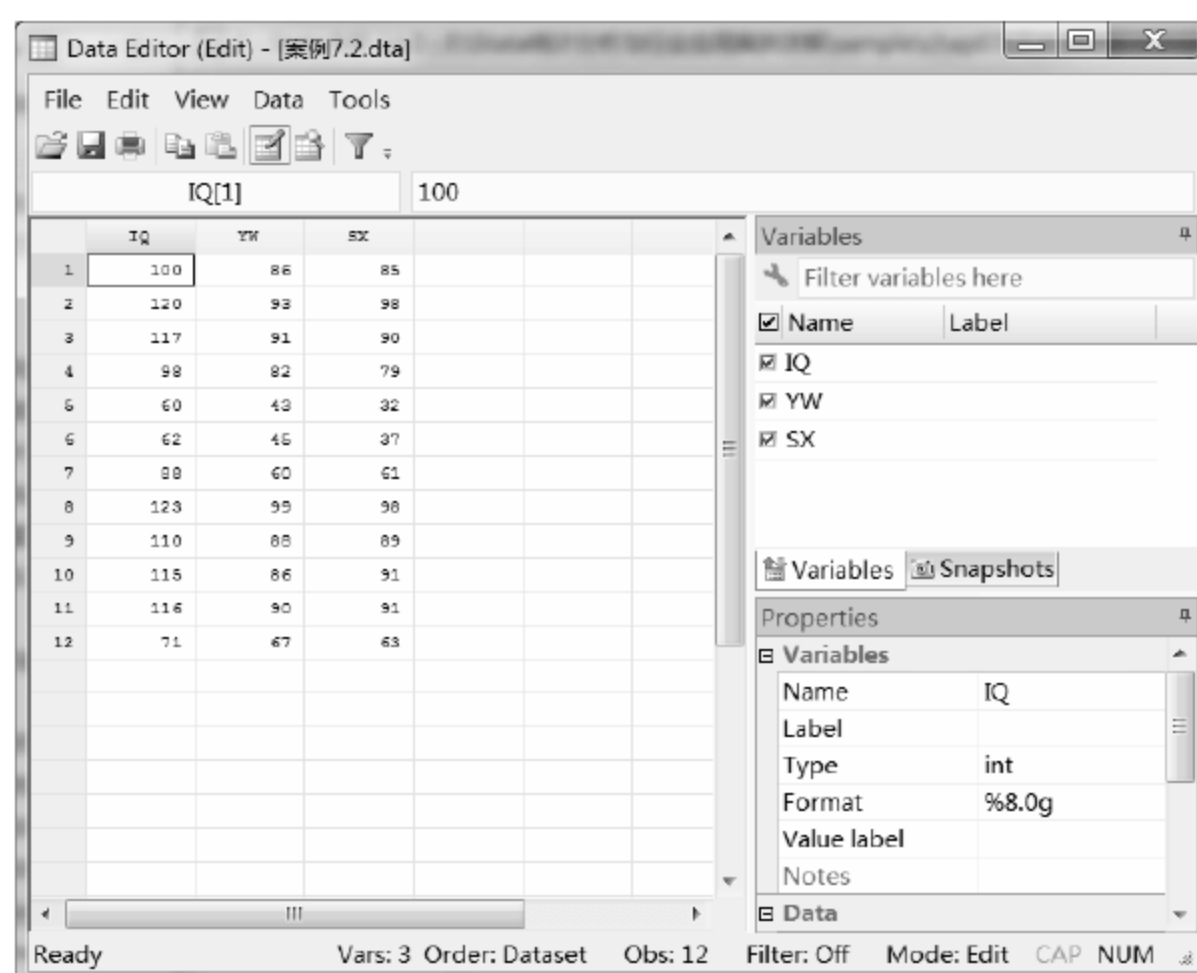 Data Editor (Edit) - [案例7.2.dta]
File Edit View Data Tools
IQ[1] 100
IQ YW SX
1 100 86 85
2 120 93 98
3 117 91 90
4 98 82 79
5 60 43 32
6 62 45 37
7 88 60 61
8 123 99 98
9 110 88 89
10 115 86 91
11 116 90 91
12 71 67 63
Variables
Filter variables here
Name Label
IQ
YW
SX
Variables Snapshots
Properties
Variables
Name IQ
Label
Type int
Format %8.0g
Value label
Notes
Data
Ready Vars: 3 Order: Dataset Obs: 12 Filter: Off Mode: Edit CAP NUM